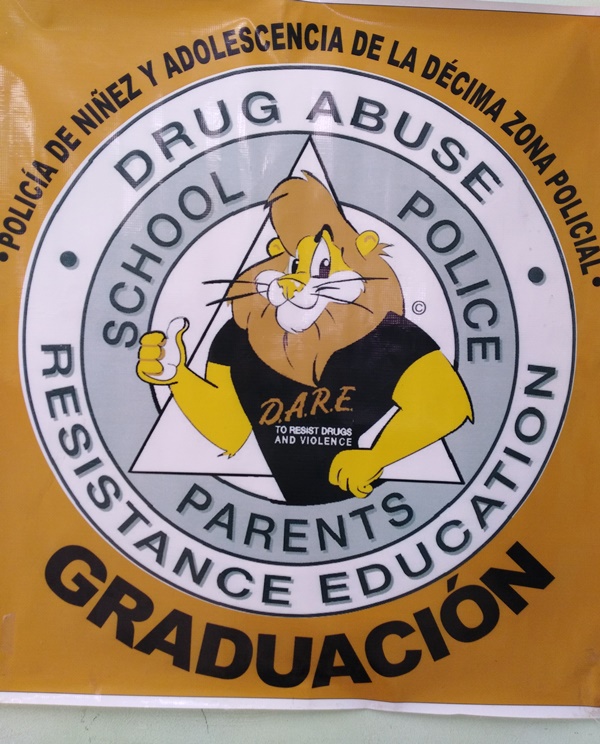 •POLICÍA DE NIÑEZ Y ADOLESCENCIA DE LA DÉCIMA ZONA POLICIAL•
• DRUG ABUSE •
RESISTANCE EDUCATION
SCHOOL
POLICE
PARENTS
©
D.A.R.E.
TO RESIST DRUGS
AND VIOLENCE
GRADUACIÓN